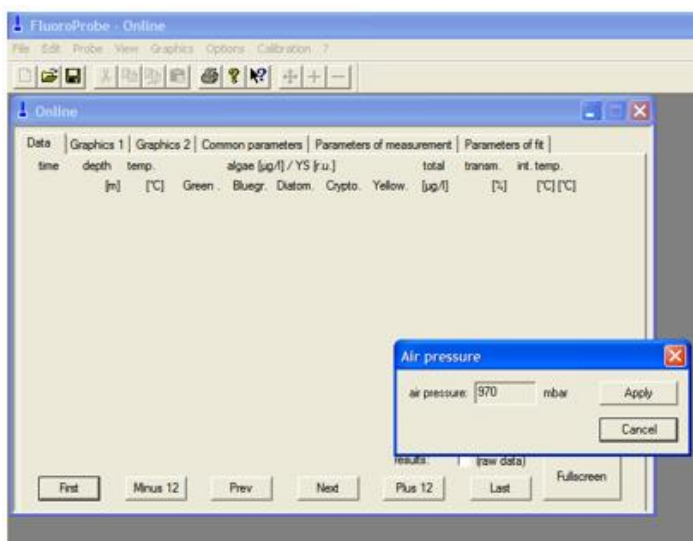 FluoroProbe - Online
File Edit Probe View Graphics Options Calibration ?
Online
Data Graphics 1 Graphics 2 Common parameters Parameters of measurement Parameters of fit
time depth temp. algae [µg/l] / YS [r.u.] total transm. int. temp.
[m] [°C] Green . Bluegr. Diatom. Crypto. Yellow. [µg/l] [%] [°C] [°C]
Air pressure
air pressure: 970 mbar Apply
Cancel
results: (raw data)
First Minus 12 Prev Next Plus 12 Last Fullscreen